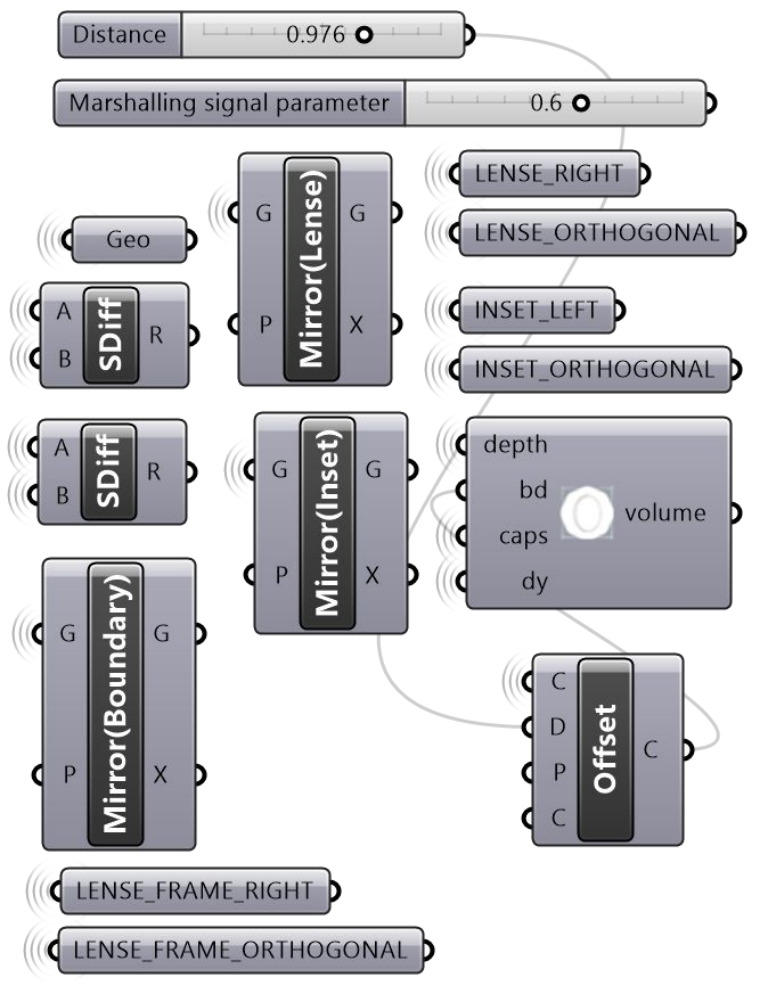 Distance 0.976
Marshalling signal parameter 0.6
LENSE_RIGHT
LENSE_ORTHOGONAL
G Mirror(Lense) G
P X
Geo
A SDiff R
B
INSET_LEFT
INSET_ORTHOGONAL
A SDiff R
B
G Mirror(Inset) G
P X
depth
bd volume
caps
dy
G Mirror(Boundary) G
P X
C Offset C
D
P
C
LENSE_FRAME_RIGHT
LENSE_FRAME_ORTHOGONAL